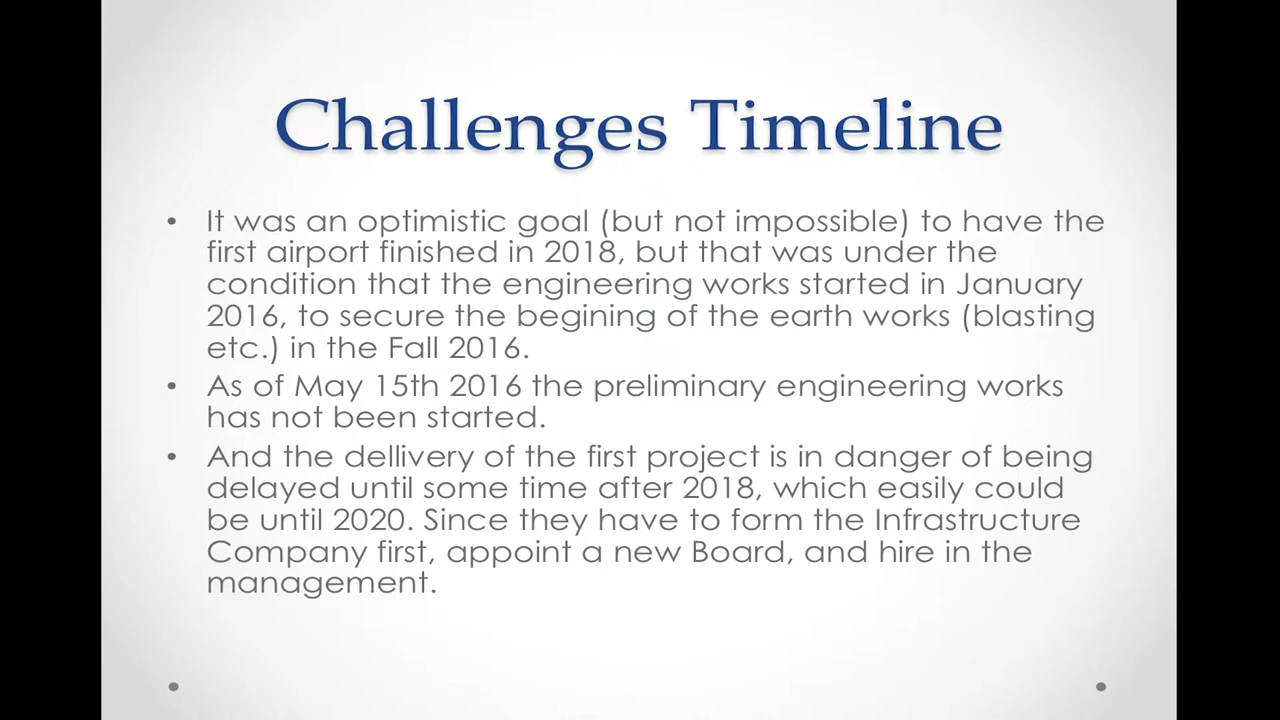 Challenges Timeline
• It was an optimistic goal (but not impossible) to have the
first airport finished in 2018, but that was under the
condition that the engineering works started in January
2016, to secure the begining of the earth works (blasting
etc.) in the Fall 2016.
• As of May 15th 2016 the preliminary engineering works
has not been started.
• And the dellivery of the first project is in danger of being
delayed until some time after 2018, which easily could
be until 2020. Since they have to form the Infrastructure
Company first, appoint a new Board, and hire in the
management.